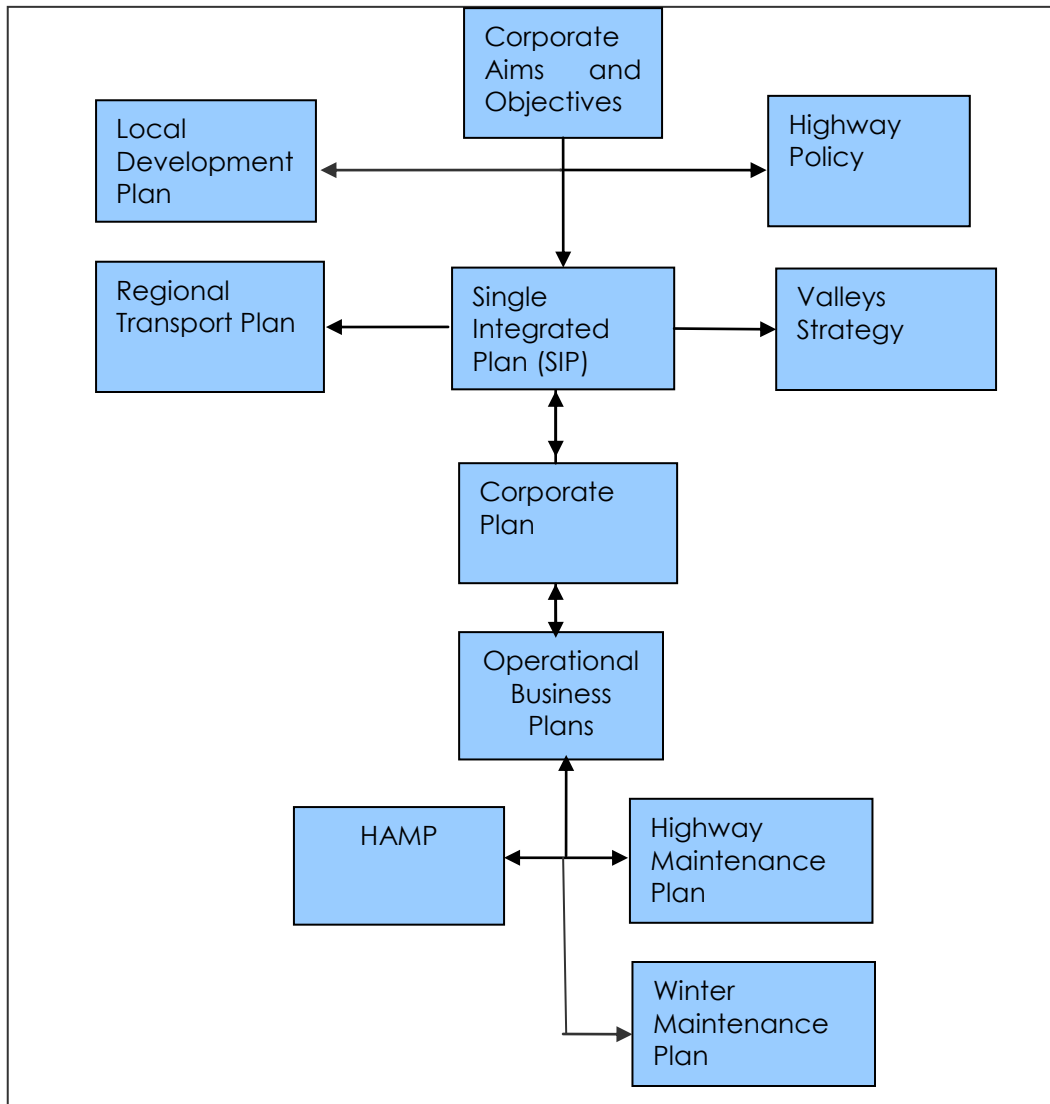 Corporate
Aims and
Objectives
Local
Development
Plan
Highway
Policy
Regional
Transport Plan
Single
Integrated
Plan (SIP)
Valleys
Strategy
Corporate
Plan
Operational
Business
Plans
HAMP
Highway
Maintenance
Plan
Winter
Maintenance
Plan